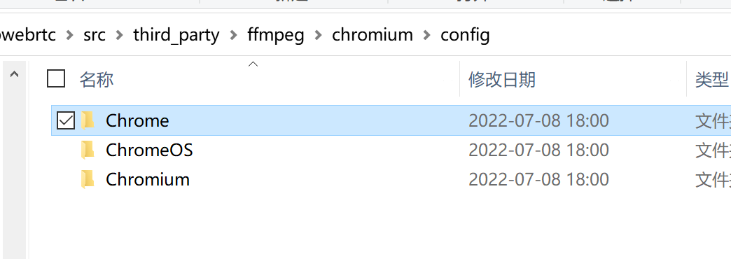 webrtc > src > third_party > ffmpeg > chromium > config
名称 修改日期 类型
Chrome 2022-07-08 18:00 文件
ChromeOS 2022-07-08 18:00 文件
Chromium 2022-07-08 18:00 文件